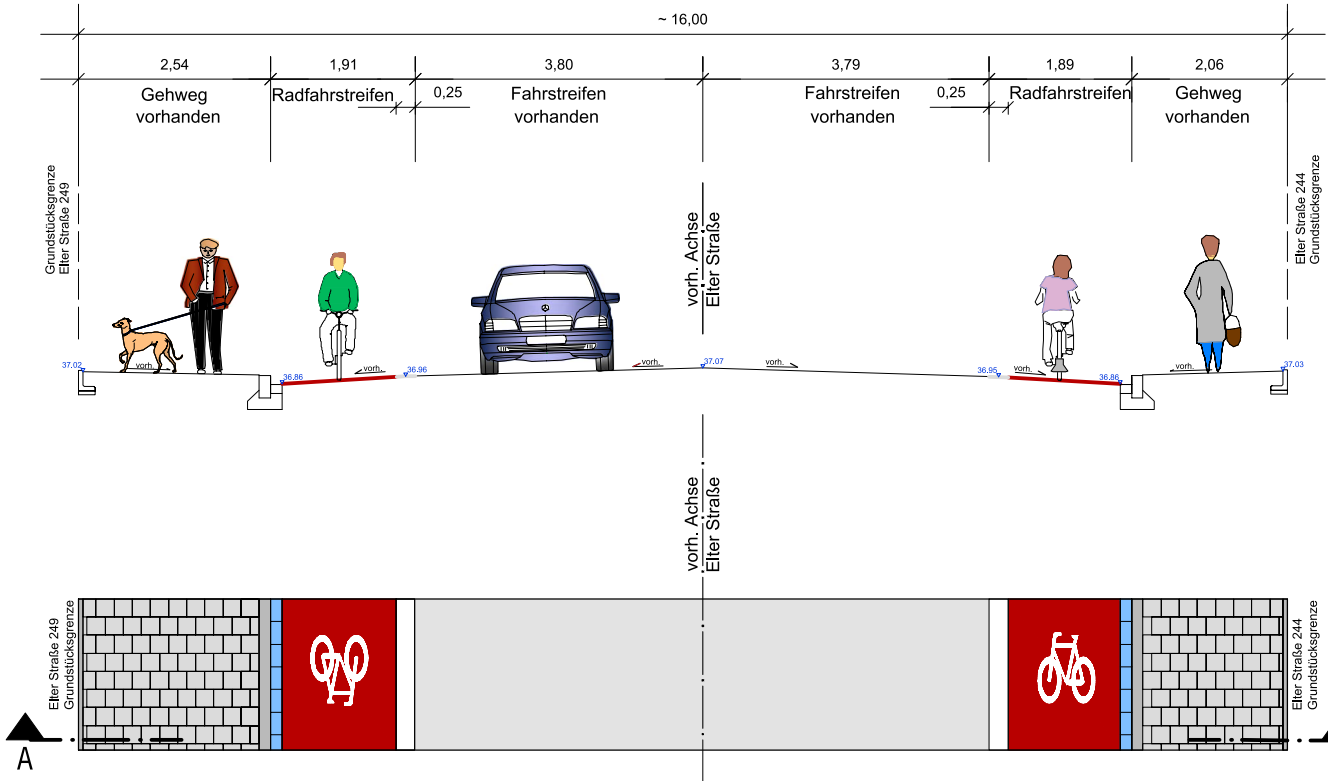 ~ 16,00
2,54
1,91
3,80
3,79
1,89
2,06
Gehweg
vorhanden
Radfahrstreifen
0,25
Fahrstreifen
vorhanden
Fahrstreifen
vorhanden
0,25
Radfahrstreifen
Gehweg
vorhanden
Grundstücksgrenze
Elter Straße 249
vorh. Achse
Elter Straße
Elter Straße 244
Grundstücksgrenze
37.02
vorh.
36.86
vorh.
36.96
vorh.
37.07
vorh.
36.95
vorh.
36.86
vorh.
37.03
vorh. Achse
Elter Straße
Elter Straße 249
Grundstücksgrenze
Elter Straße 244
Grundstücksgrenze
A